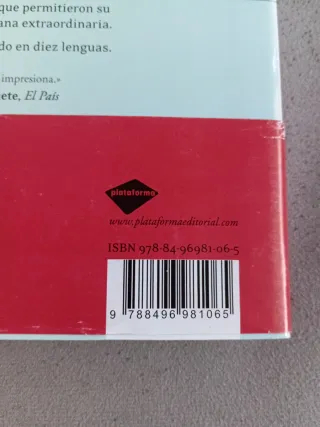 que permitieron su
ana extraordinaria.
do en diez lenguas.
impresiona.»
ete, El País
plataforma
www.plataformaeditorial.com
ISBN 978-84-96981-06-5
9 788496 981065